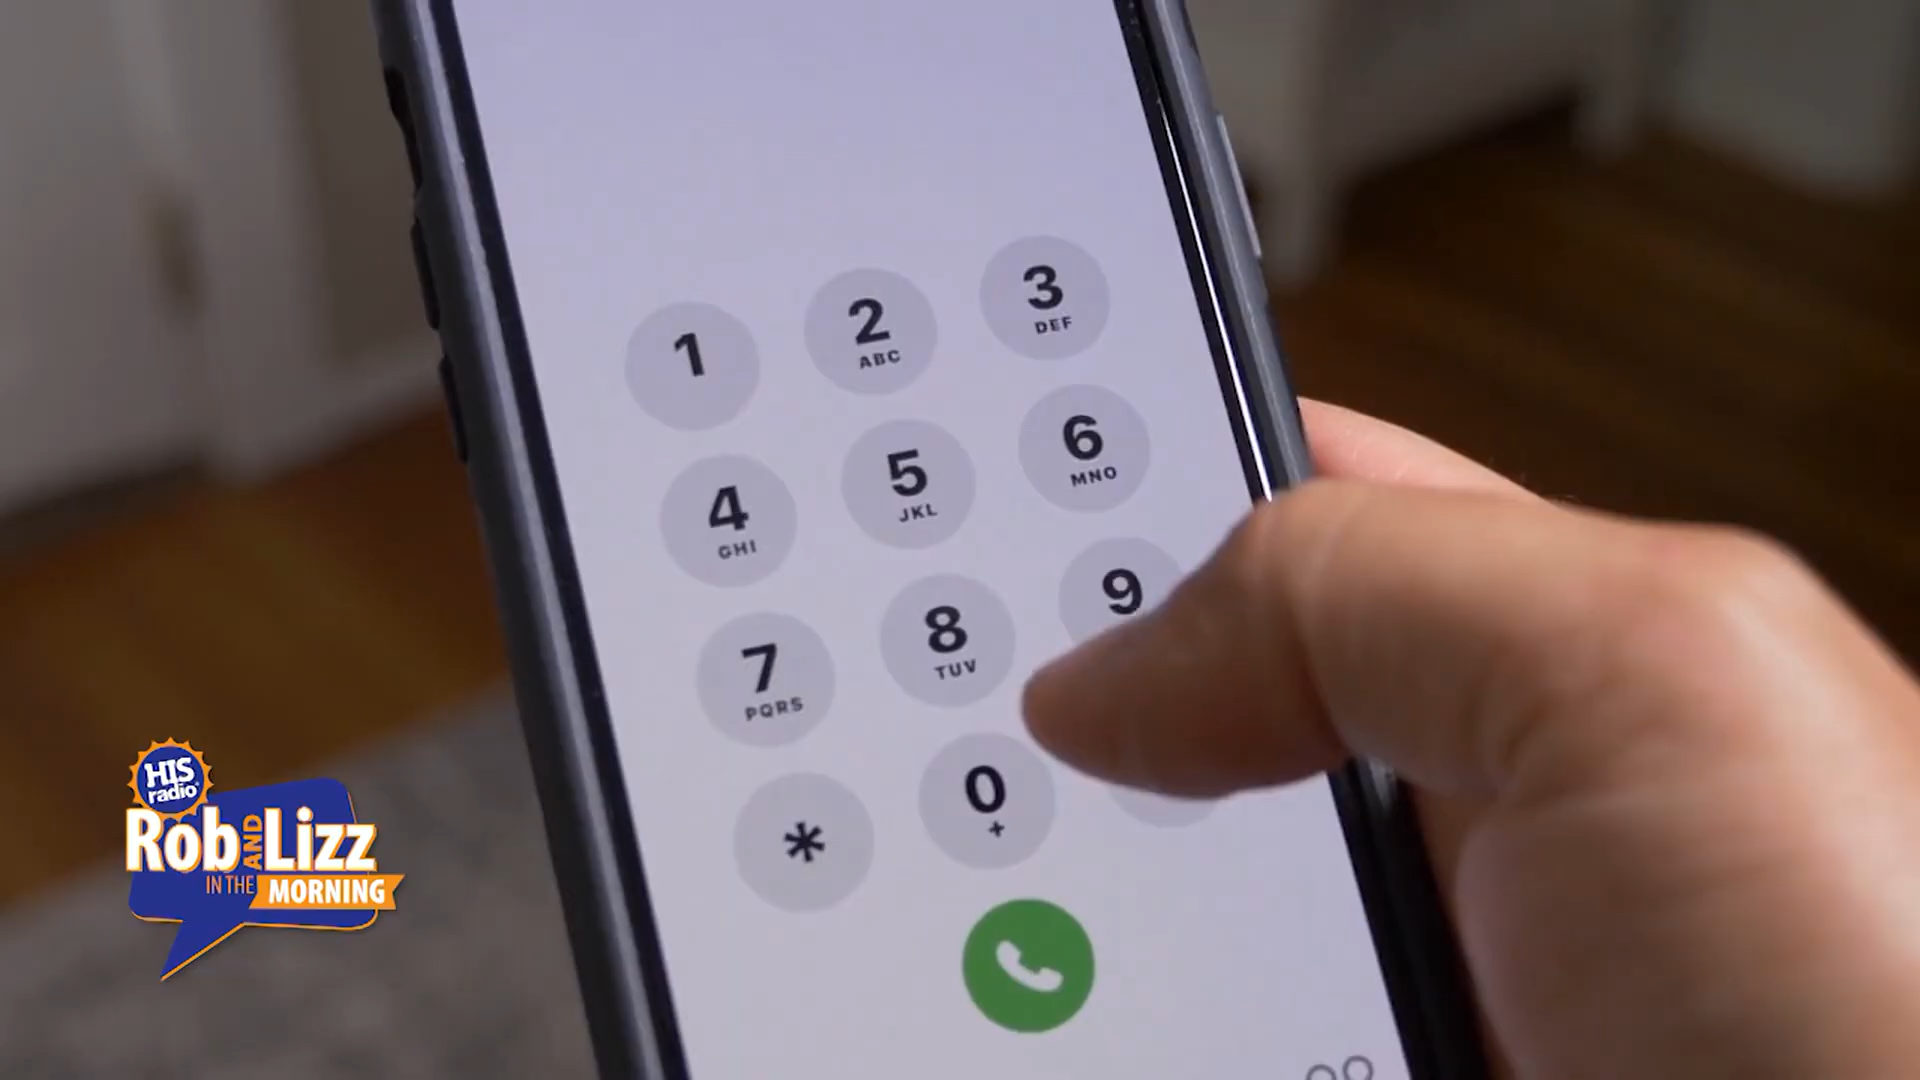 1
2
ABC
3
DEF
4
GHI
5
JKL
6
MNO
7
PQRS
8
TUV
9
*
0
+
HIS
radio
Rob AND Lizz
IN THE MORNING